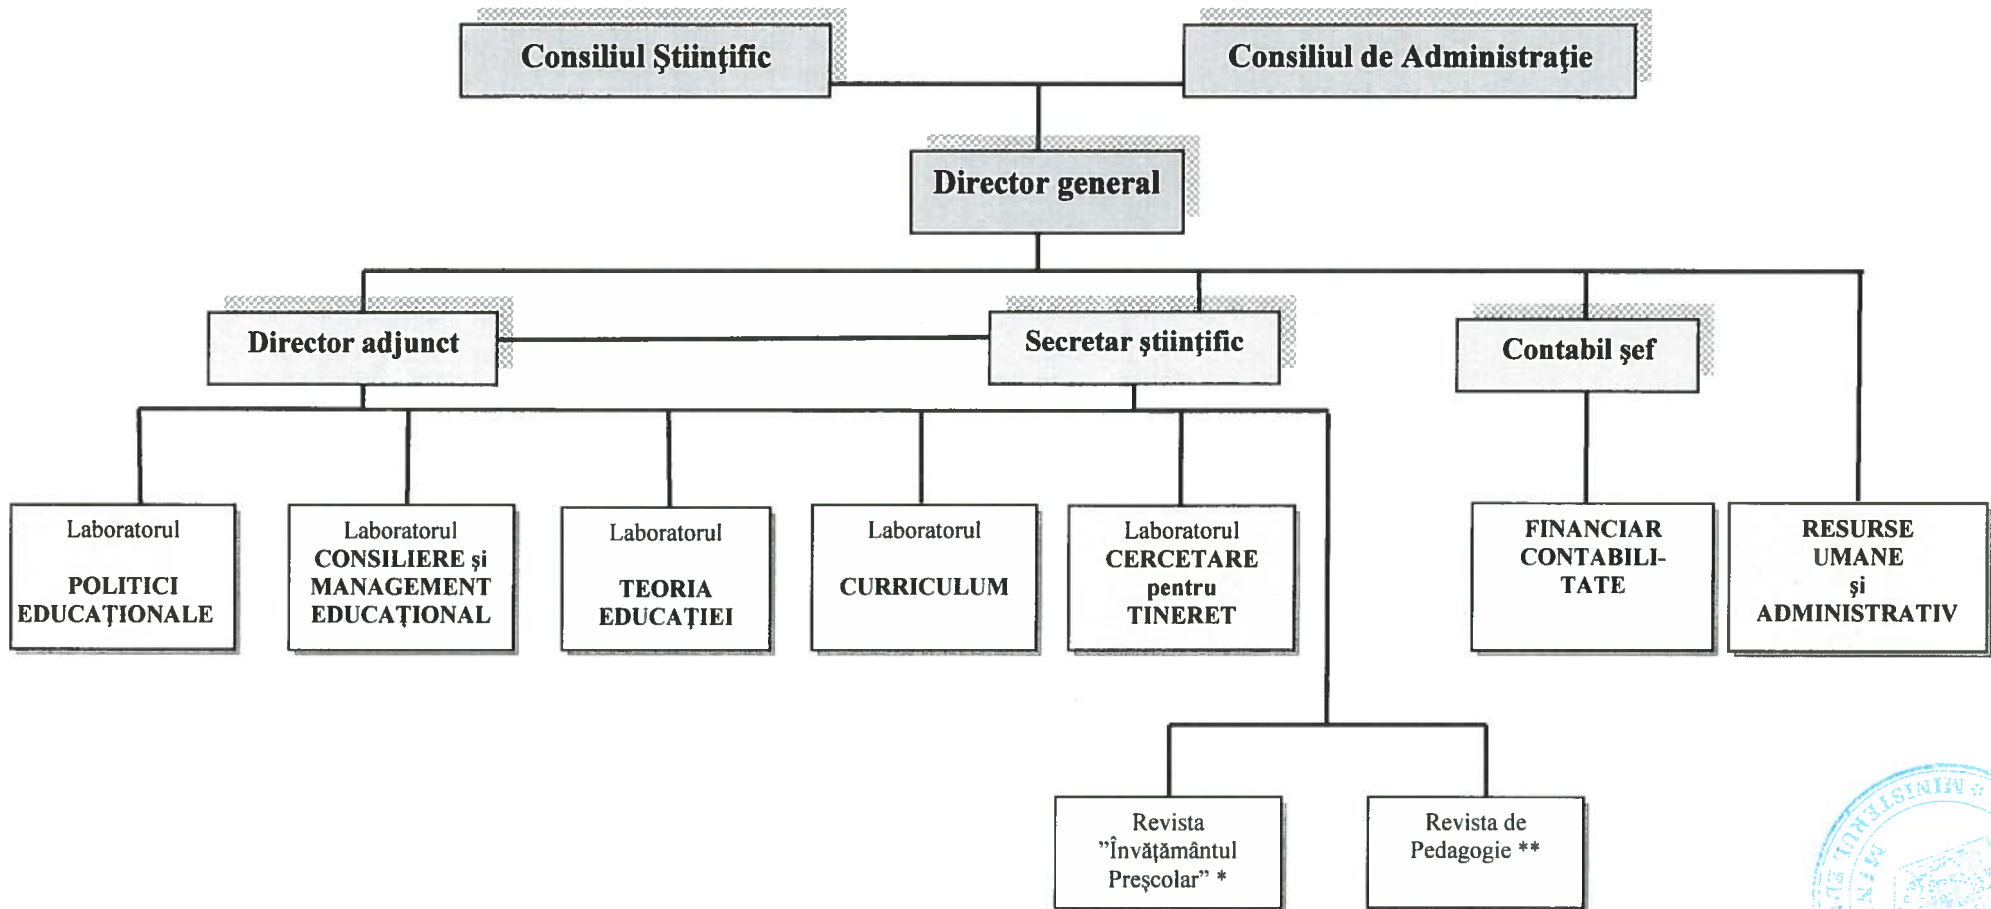 Consiliul Ştiinţific
Consiliul de Administraţie
Director general
Director adjunct
Secretar ştiinţific
Contabil şef
Laboratorul
POLITICI
EDUCAŢIONALE
Laboratorul
CONSILIERE şi
MANAGEMENT
EDUCAŢIONAL
Laboratorul
TEORIA
EDUCAŢIEI
Laboratorul
CURRICULUM
Laboratorul
CERCETARE
pentru
TINERET
FINANCIAR
CONTABILI-
TATE
RESURSE
UMANE
şi
ADMINISTRATIV
Revista
”Învăţământul
Preşcolar” *
Revista de
Pedagogie **
MINISTERUL